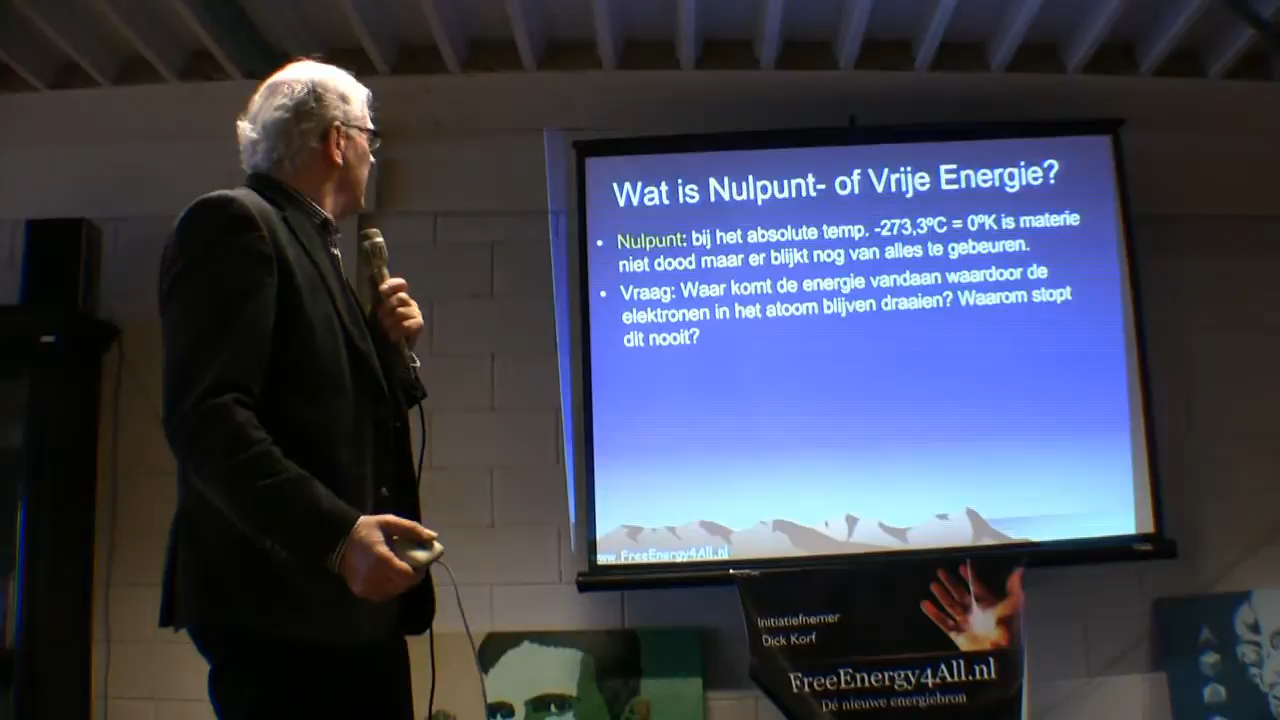 Wat is Nulpunt- of Vrije Energie?
• Nulpunt: bij het absolute temp. -273,3ºC = 0ºK is materie
niet dood maar er blijkt nog van alles te gebeuren.
• Vraag: Waar komt de energie vandaan waardoor de
elektronen in het atoom blijven draaien? Waarom stopt
dit nooit?
www.FreeEnergy4All.nl
Initiatiefnemer
Dick Korf
FreeEnergy4All.nl
Dé nieuwe energiebron